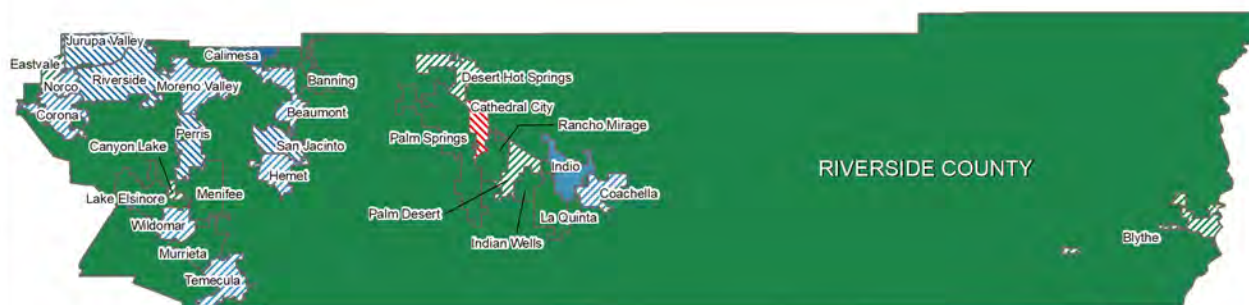 Jurupa Valley
Eastvale
Calimesa
Norco
Riverside
Moreno Valley
Banning
Desert Hot Springs
Corona
Beaumont
Cathedral City
Perris
Palm Springs
Rancho Mirage
Canyon Lake
San Jacinto
Indio
RIVERSIDE COUNTY
Hemet
Lake Elsinore
Menifee
Coachella
Palm Desert
La Quinta
Wildomar
Indian Wells
Blythe
Murrieta
Temecula